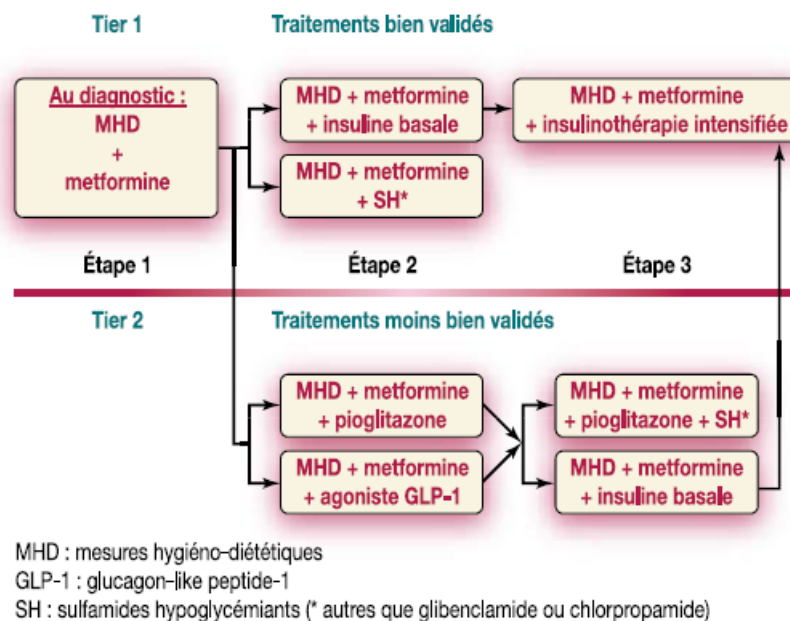 Tier 1
Traitements bien validés
Au diagnostic :
MHD
+
metformine
MHD + metformine
+ insuline basale
MHD + metformine
+ insulinothérapie intensifiée
MHD + metformine
+ SH*
Étape 1
Étape 2
Étape 3
Tier 2
Traitements moins bien validés
MHD + metformine
+ pioglitazone
MHD + metformine
+ pioglitazone + SH*
MHD + metformine
+ agoniste GLP-1
MHD + metformine
+ insuline basale
MHD : mesures hygiéno-diététiques
GLP-1 : glucagon-like peptide-1
SH : sulfamides hypoglycémiants (* autres que glibenclamide ou chlorpropamide)